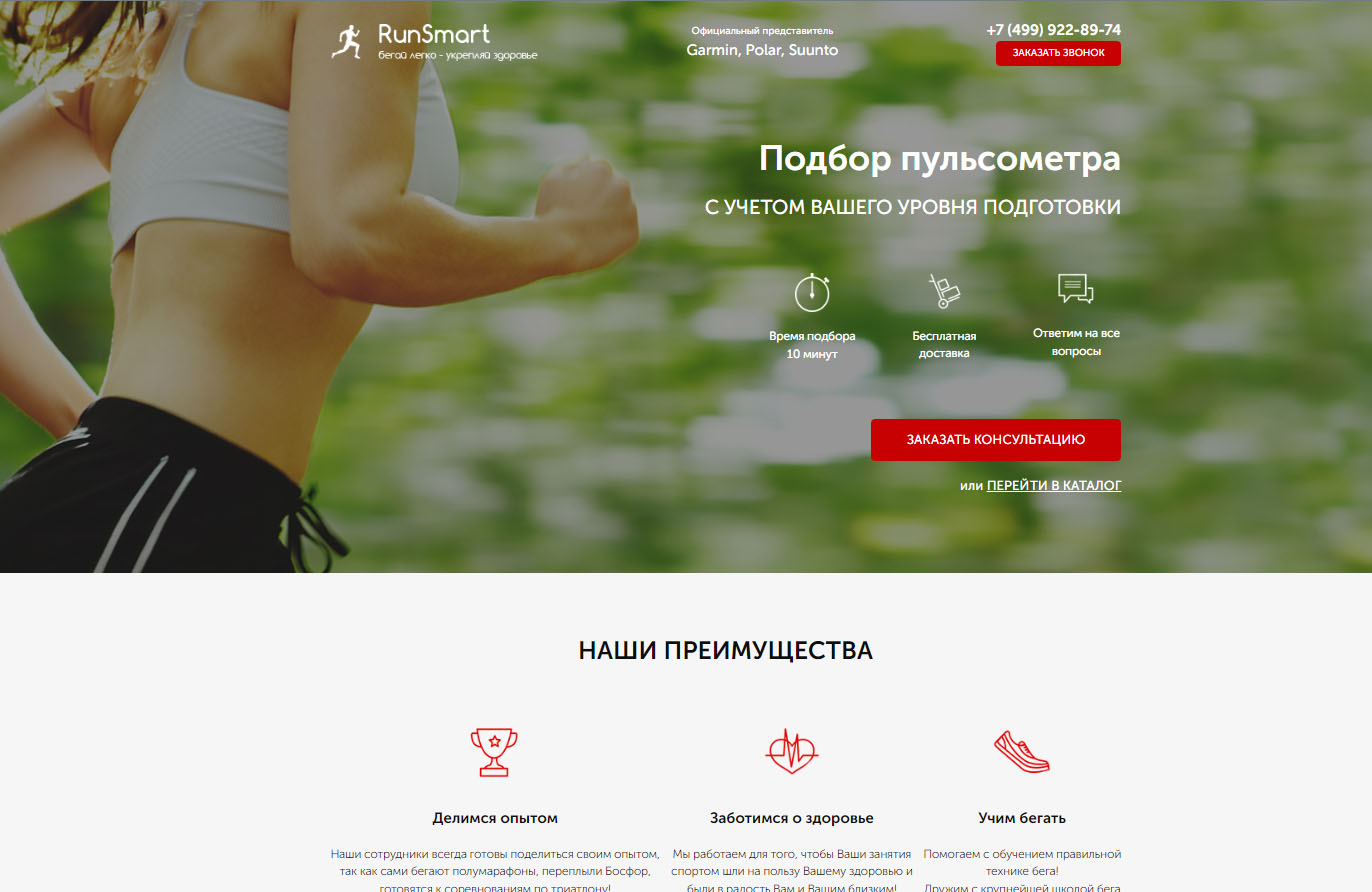 RunSmart
бегай легко - укрепляй здоровье
Официальный представитель
Garmin, Polar, Suunto
+7 (499) 922-89-74
ЗАКАЗАТЬ ЗВОНОК
Подбор пульсометра
С УЧЕТОМ ВАШЕГО УРОВНЯ ПОДГОТОВКИ
Время подбора
10 минут
Бесплатная
доставка
Ответим на все
вопросы
ЗАКАЗАТЬ КОНСУЛЬТАЦИЮ
или ПЕРЕЙТИ В КАТАЛОГ
НАШИ ПРЕИМУЩЕСТВА
Делимся опытом
Наши сотрудники всегда готовы поделиться своим опытом,
так как сами бегают полумарафоны, переплыли Босфор,
готовятся к соревнованиям по триатлону!
Заботимся о здоровье
Мы работаем для того, чтобы Ваши занятия
спортом шли на пользу Вашему здоровью и
были в радость Вам и Вашим близким!
Учим бегать
Помогаем с обучением правильной
технике бега!
Дружим с крупнейшей школой бега